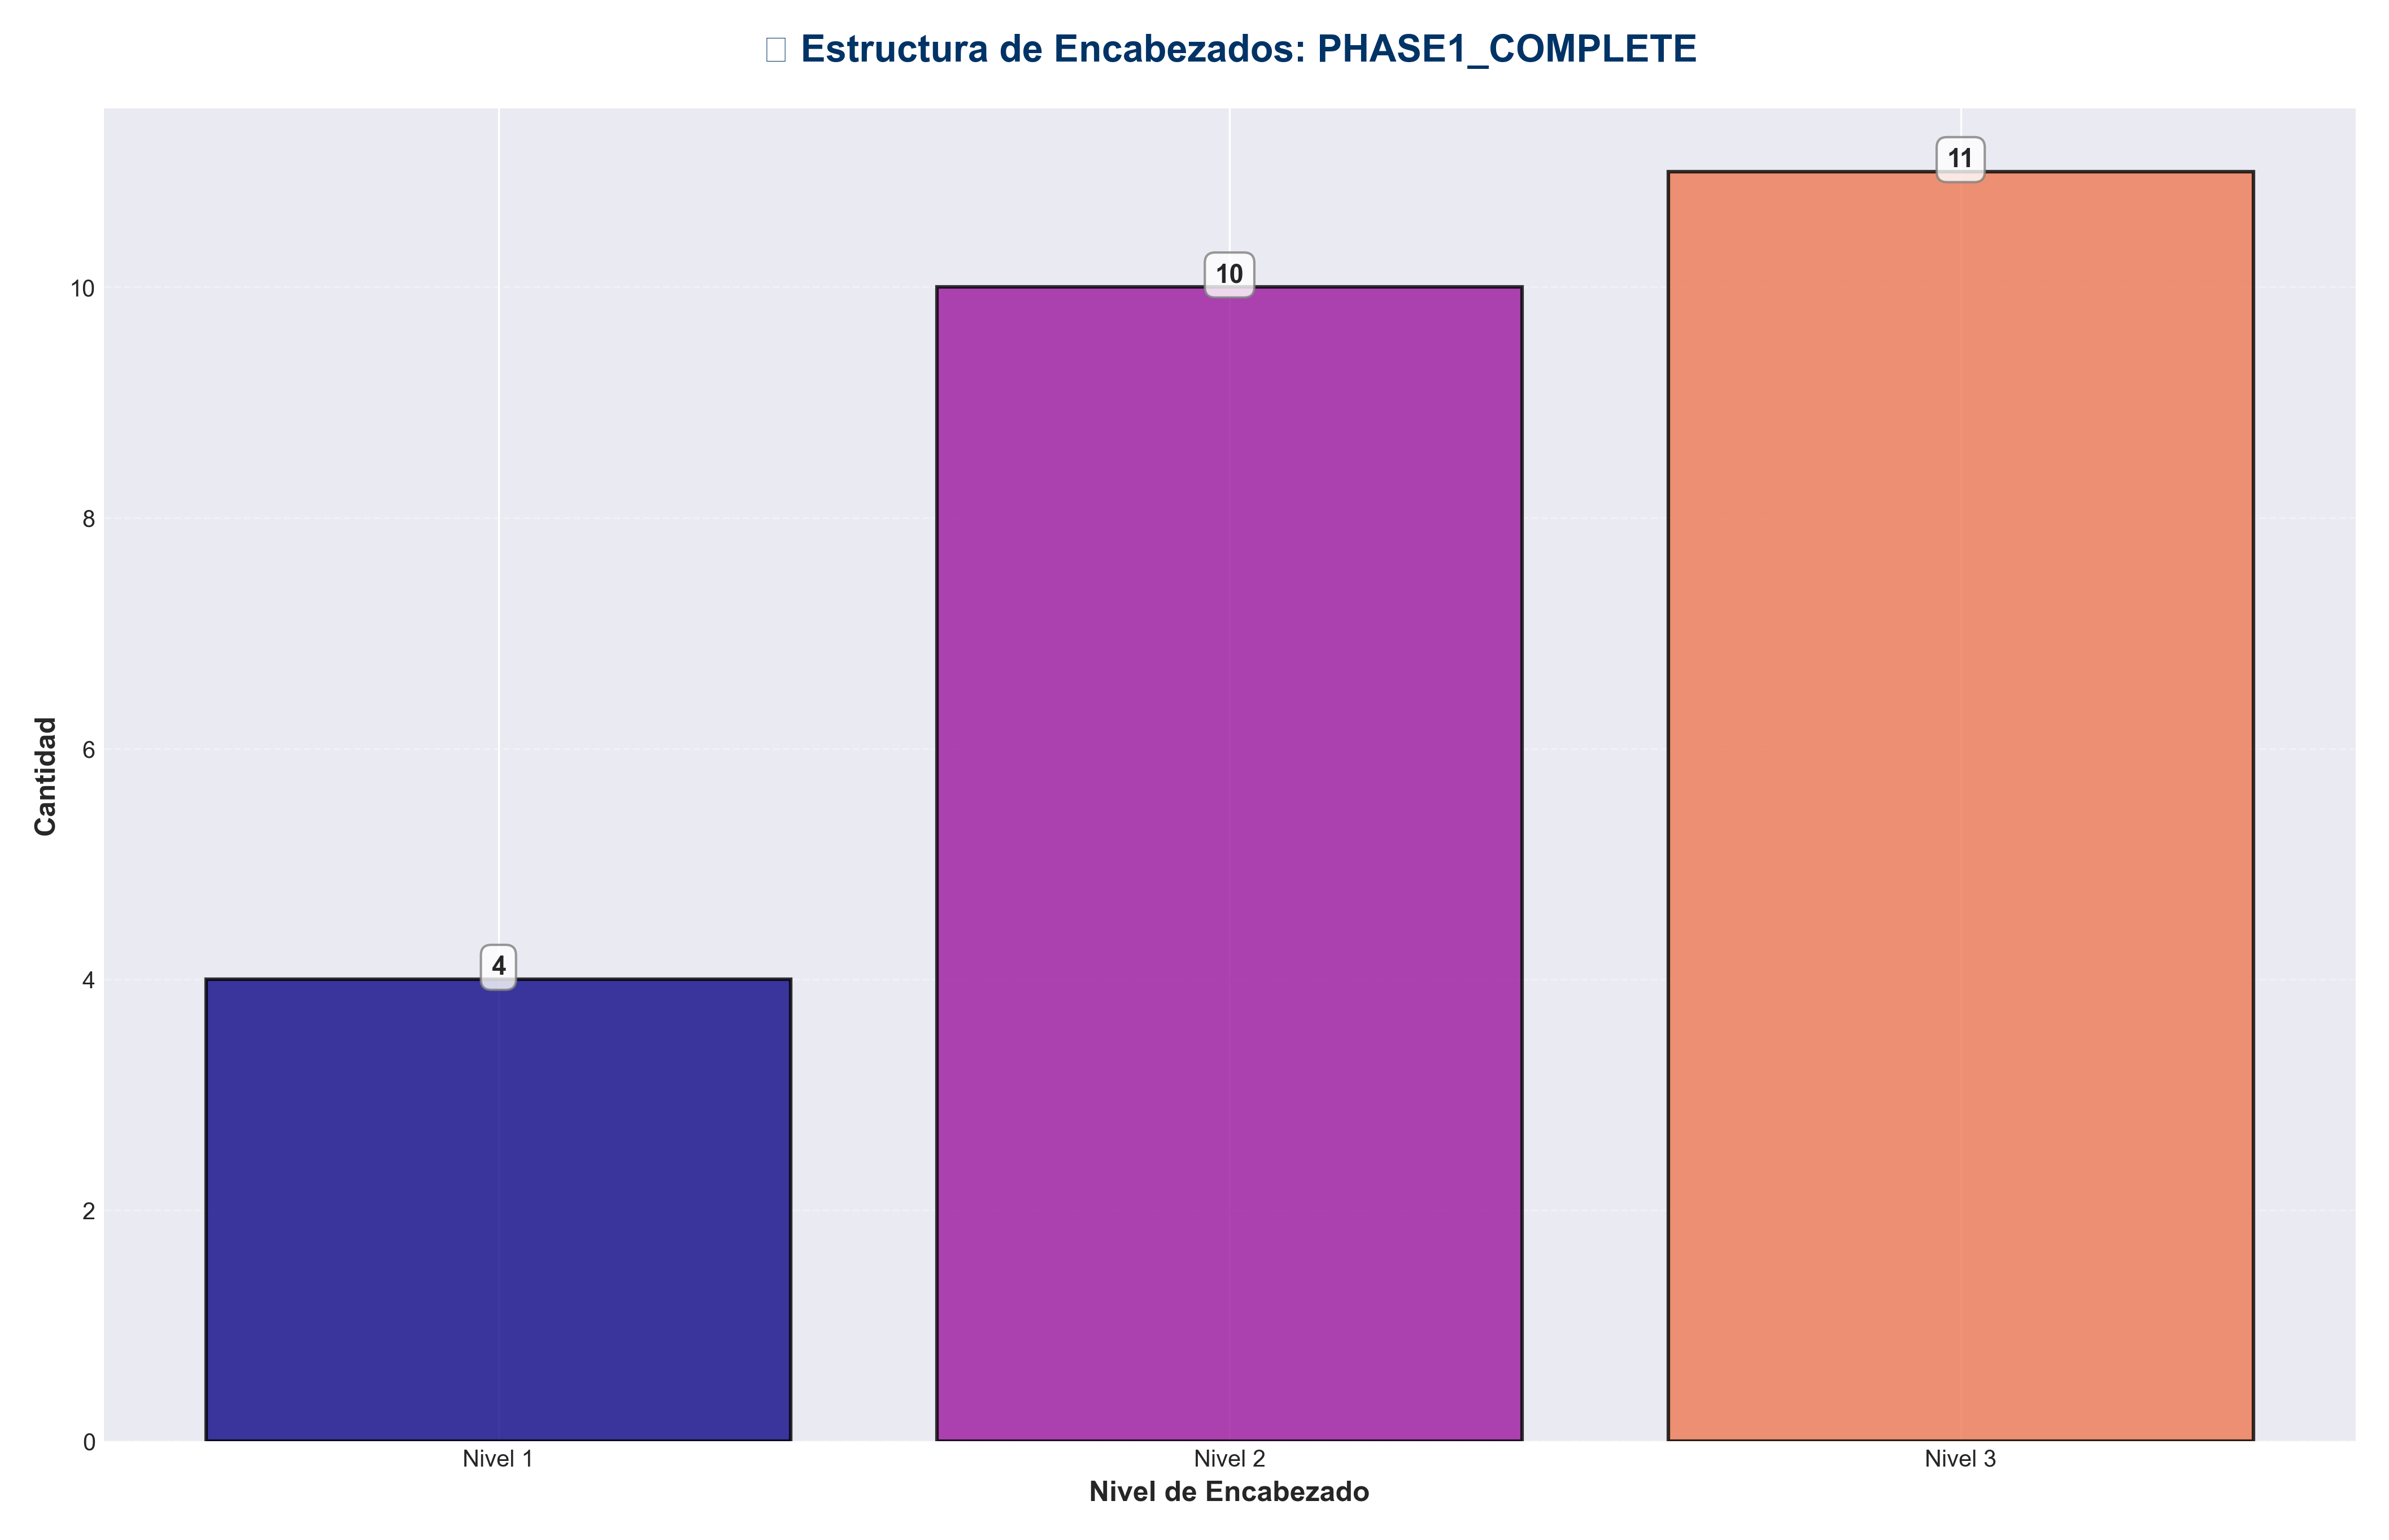 Estructura de Encabezados: PHASE1_COMPLETE
11
10
10
8
6
4
4
2
0
Cantidad
Nivel 1
Nivel 2
Nivel 3
Nivel de Encabezado